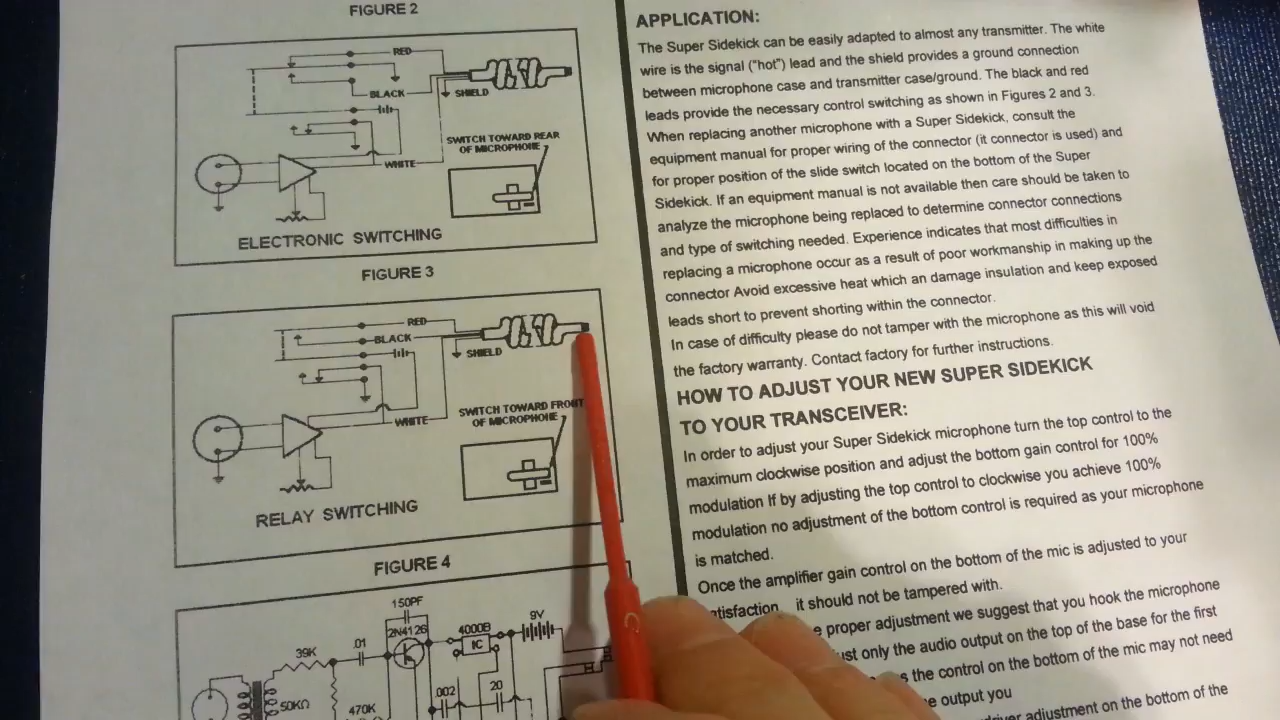 FIGURE 2
RED
BLACK
SHIELD
SWITCH TOWARD REAR
OF MICROPHONE
WHITE
ELECTRONIC SWITCHING
FIGURE 3
RED
BLACK
SHIELD
SWITCH TOWARD FRONT
OF MICROPHONE
WHITE
RELAY SWITCHING
FIGURE 4
150PF
2N4126
4000B
IC
9V
39K
.01
50KΩ
470K
.002
20
APPLICATION:
The Super Sidekick can be easily adapted to almost any transmitter. The white
wire is the signal ("hot") lead and the shield provides a ground connection
between microphone case and transmitter case/ground. The black and red
leads provide the necessary control switching as shown in Figures 2 and 3.
When replacing another microphone with a Super Sidekick, consult the
equipment manual for proper wiring of the connector (it connector is used) and
for proper position of the slide switch located on the bottom of the Super
Sidekick. If an equipment manual is not available then care should be taken to
analyze the microphone being replaced to determine connector connections
and type of switching needed. Experience indicates that most difficulties in
replacing a microphone occur as a result of poor workmanship in making up the
connector Avoid excessive heat which an damage insulation and keep exposed
leads short to prevent shorting within the connector.
In case of difficulty please do not tamper with the microphone as this will void
the factory warranty. Contact factory for further instructions.
HOW TO ADJUST YOUR NEW SUPER SIDEKICK
TO YOUR TRANSCEIVER:
In order to adjust your Super Sidekick microphone turn the top control to the
maximum clockwise position and adjust the bottom gain control for 100%
modulation If by adjusting the top control to clockwise you achieve 100%
modulation no adjustment of the bottom control is required as your microphone
is matched.
Once the amplifier gain control on the bottom of the mic is adjusted to your
it should not be tampered with.
proper adjustment we suggest that you hook the microphone
only the audio output on the top of the base for the first
the control on the bottom of the mic may not need
output you
adjustment on the bottom of the